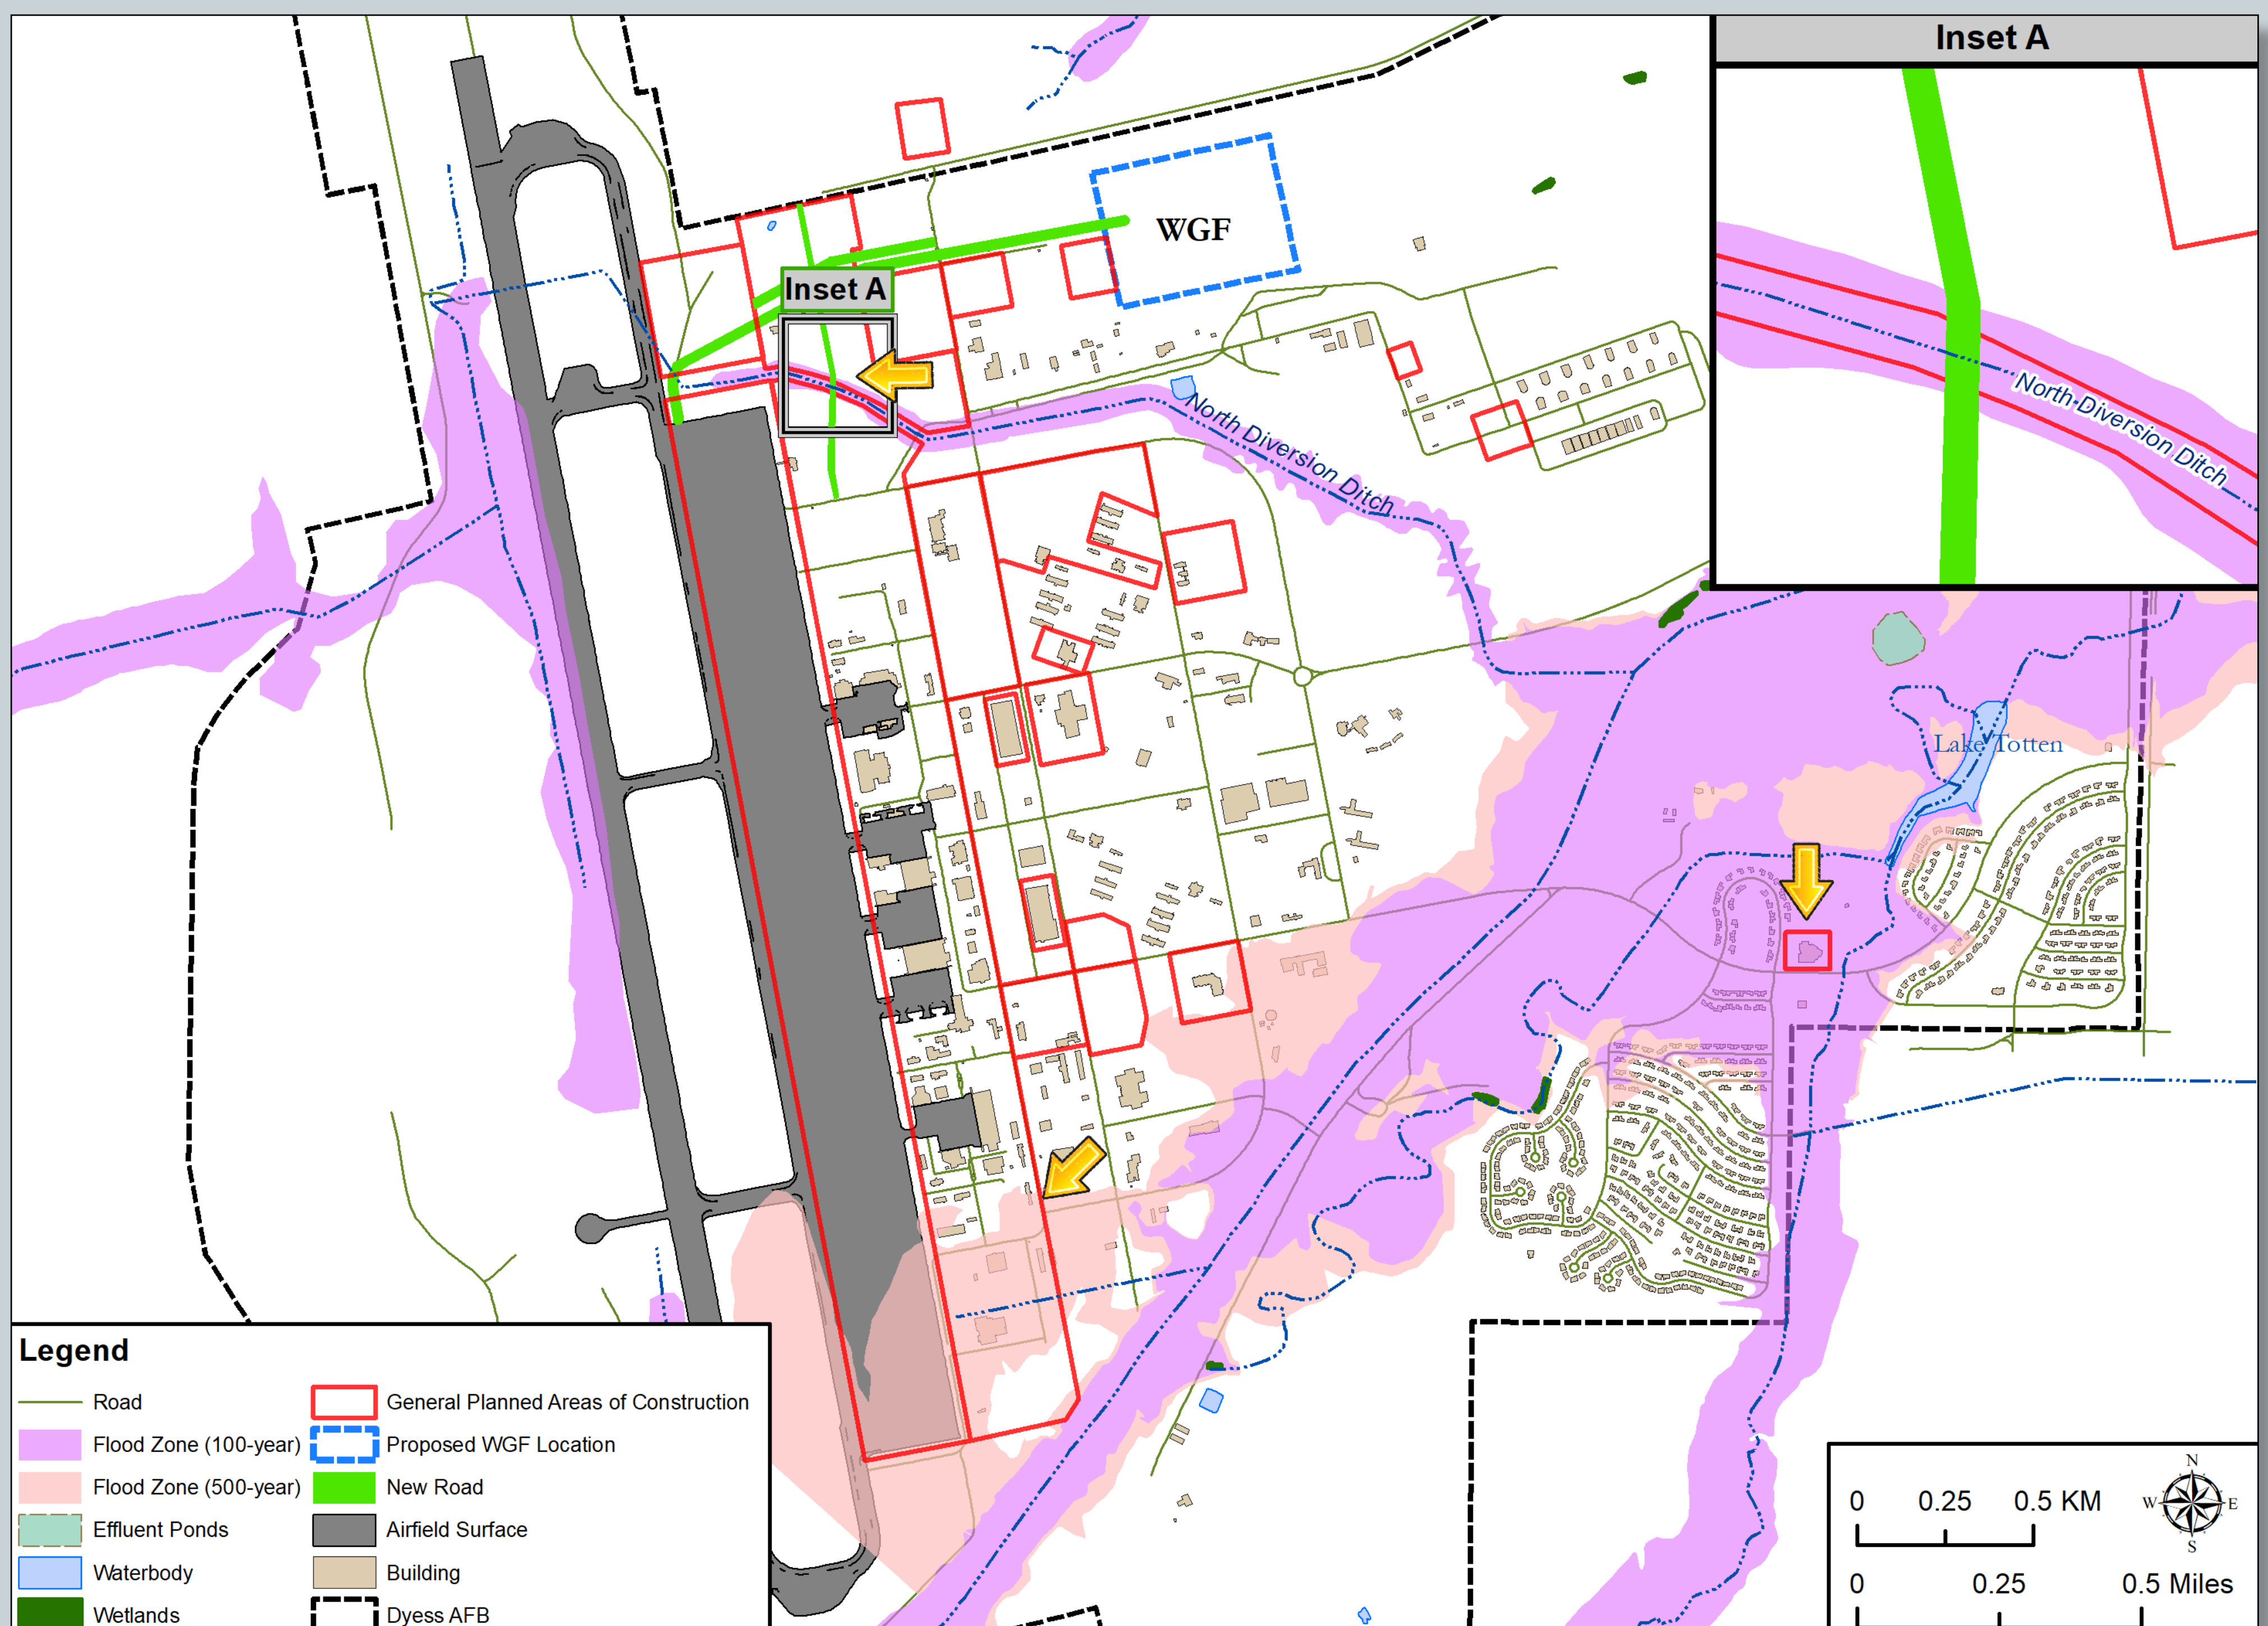 Inset A
WGF
Inset A
North Diversion Ditch
North Diversion Ditch
Lake Totten
Legend
Road
Flood Zone (100-year)
Flood Zone (500-year)
Effluent Ponds
Waterbody
Wetlands
General Planned Areas of Construction
Proposed WGF Location
New Road
Airfield Surface
Building
Dyess AFB
0 0.25 0.5 KM
0 0.25 0.5 Miles
N
W E
S